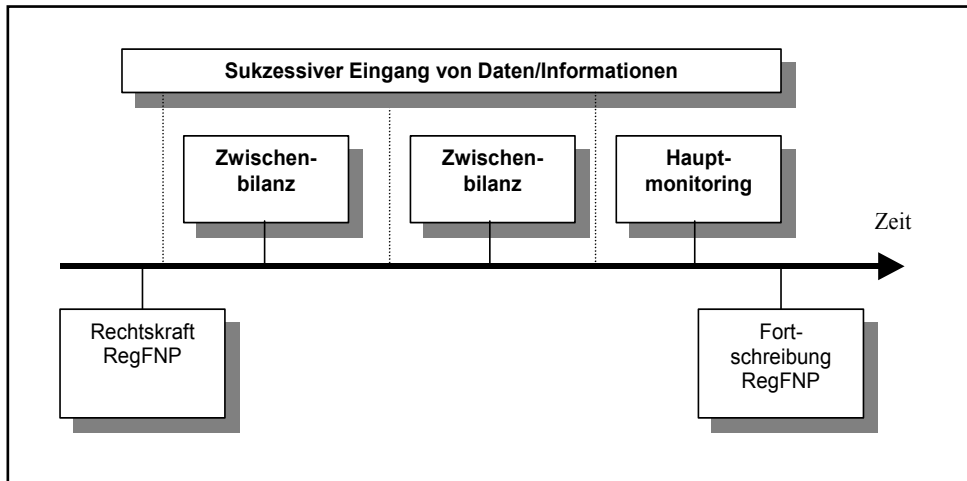 Sukzessiver Eingang von Daten/Informationen
Zwischen-
bilanz
Zwischen-
bilanz
Haupt-
monitoring
Zeit
Rechtskraft
RegFNP
Fort-
schreibung
RegFNP